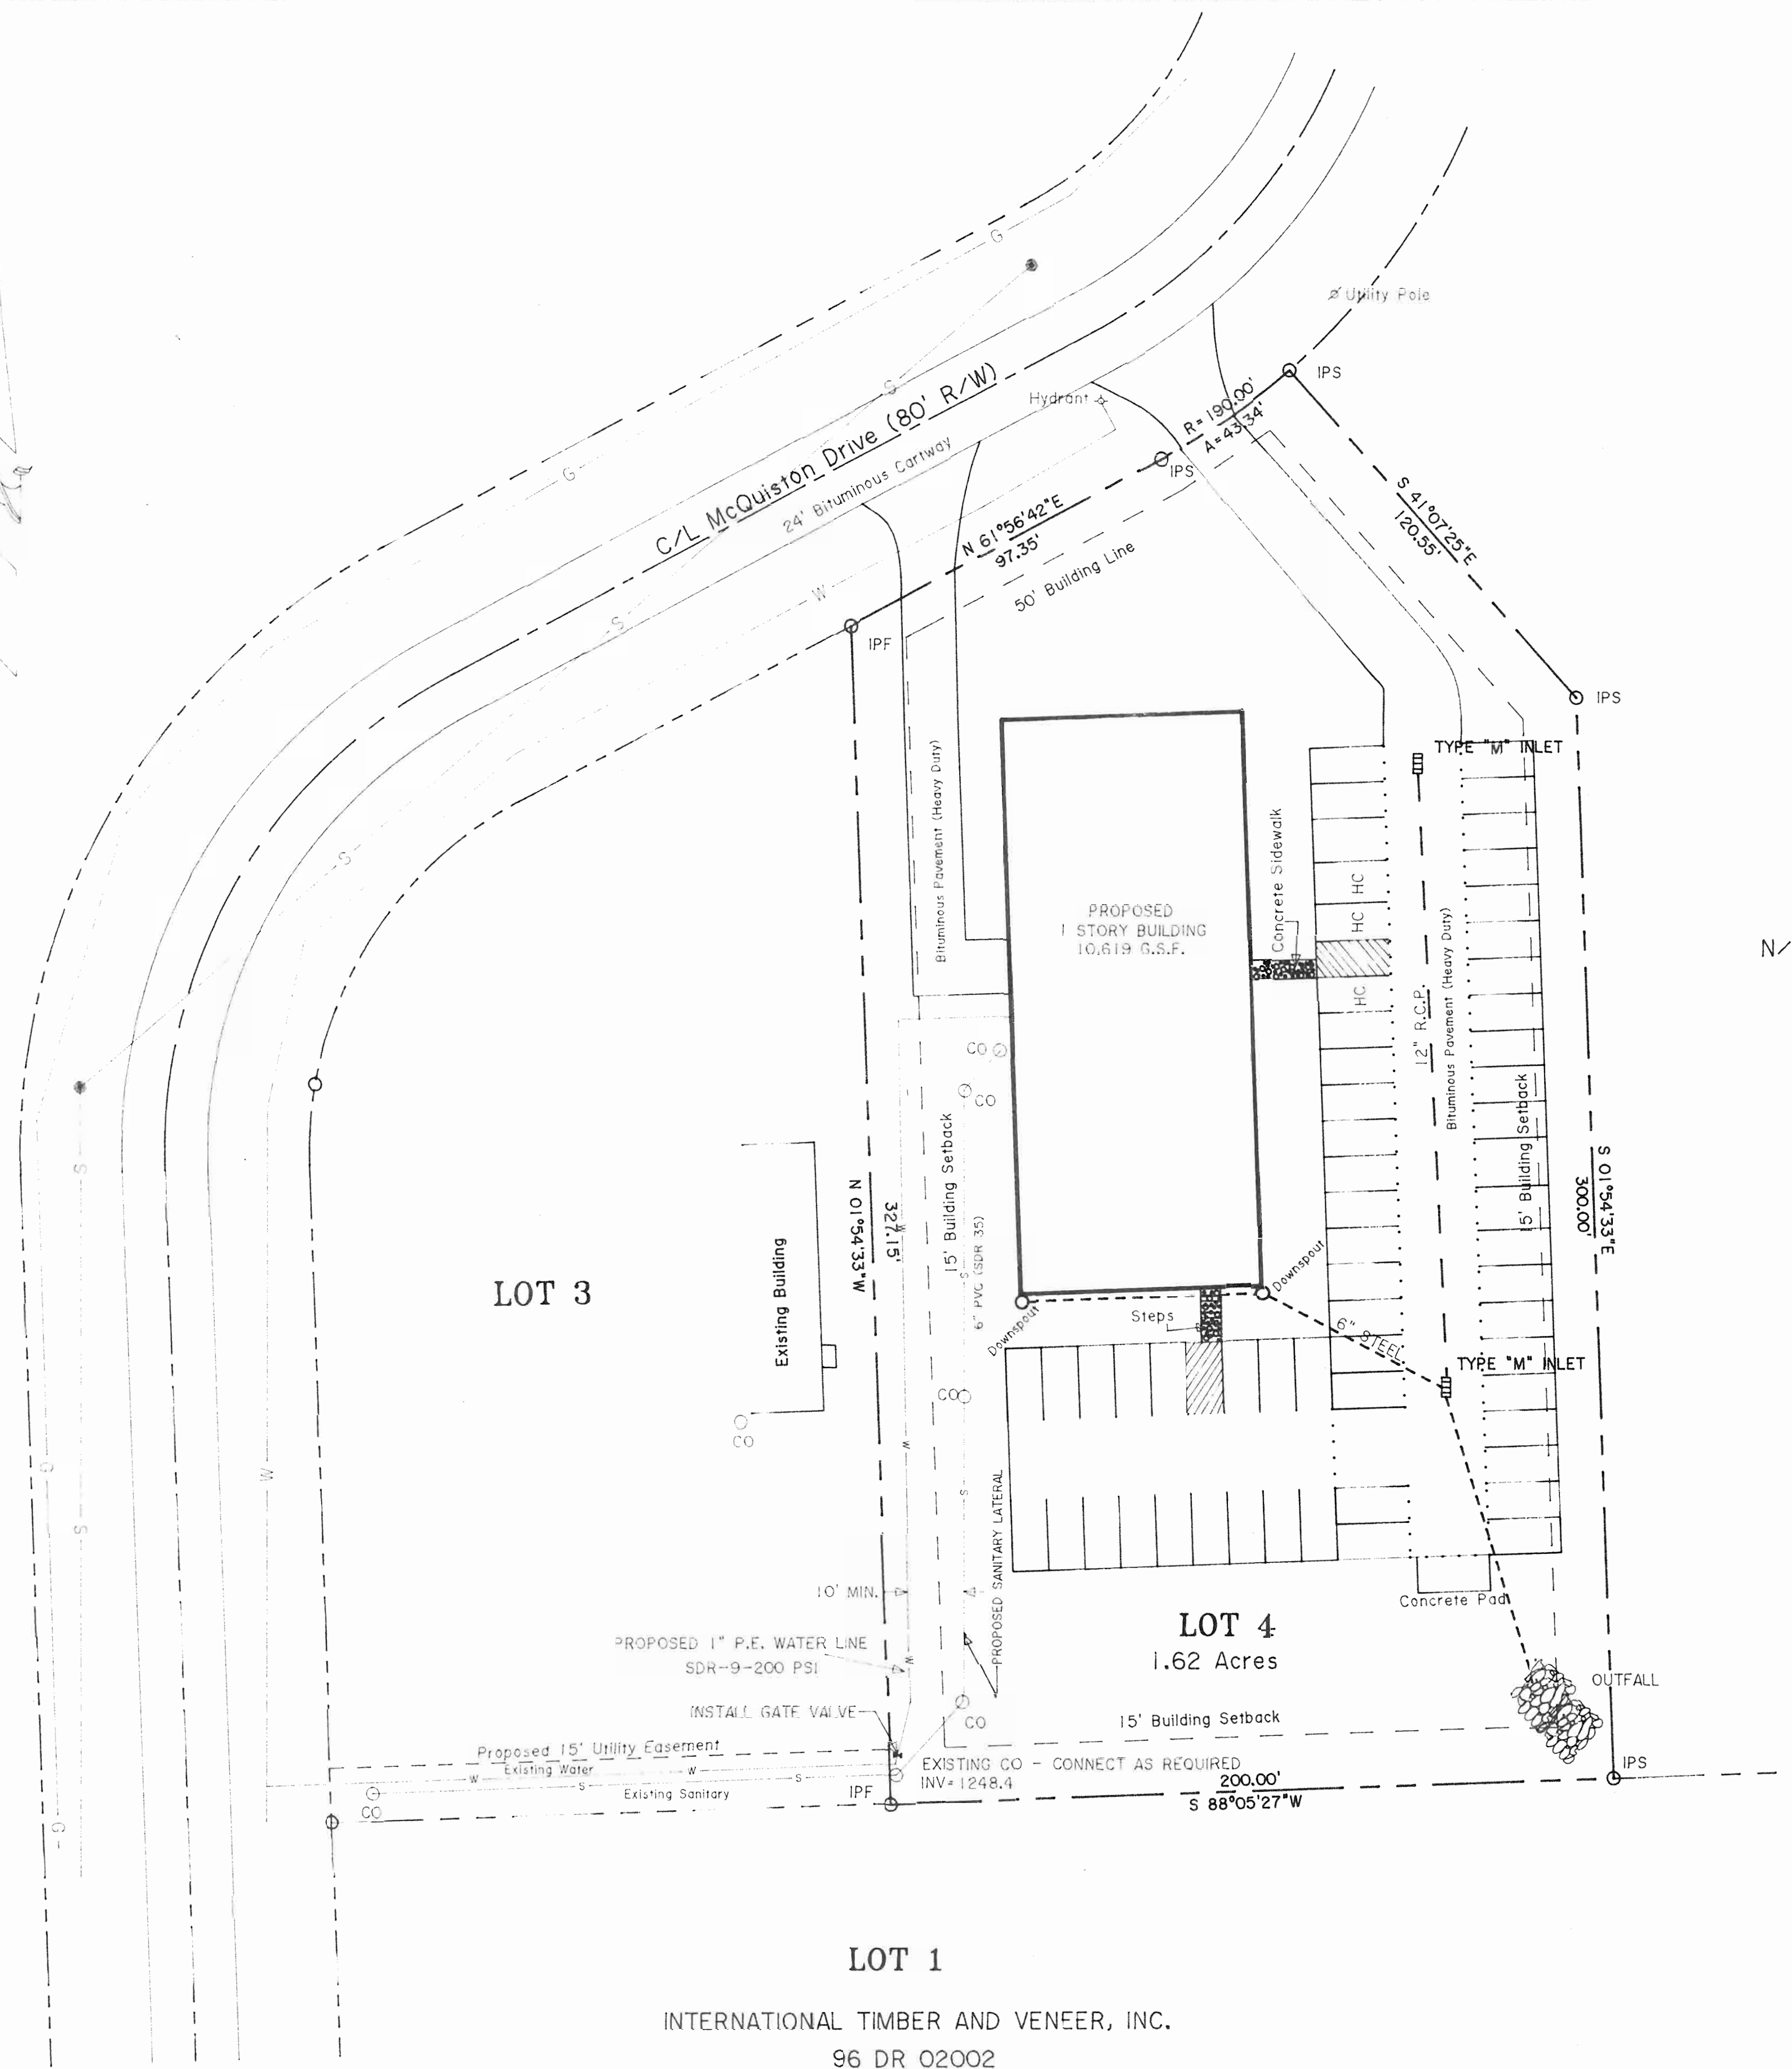 G
Utility Pole
IPS
S
Hydrant
R = 190.00'
A = 43.34'
C/L McQuiston Drive (80' R/W)
24' Bituminous Cartway
IPS
G
S 41°07'25"E
120.55'
N 61°56'42"E
97.35'
50' Building Line
W
S
IPF
IPS
TYPE "M" INLET
Bituminous Pavement (Heavy Duty)
Concrete Sidewalk
S
HC
HC
HC
PROPOSED
1 STORY BUILDING
10,619 G.S.F.
N/
12" R.C.P.
Bituminous Pavement (Heavy Duty)
CO
CO
15' Building Setback
15' Building Setback
S
N 01°54'33"W
327.15'
W
S 01°54'33"E
300.00'
6" PVC (SDR 35)
S
Existing Building
LOT 3
Downspout
Downspout
Steps
6" STEEL
TYPE "M" INLET
CO
CO
W
G
S
W
S
S
PROPOSED SANITARY LATERAL
10' MIN.
Concrete Pad
LOT 4
1.62 Acres
PROPOSED 1" P.E. WATER LINE
SDR-9-200 PSI
W
OUTFALL
INSTALL GATE VALVE
CO
15' Building Setback
Proposed 15' Utility Easement
Existing Water
W
W
S
S
Existing Sanitary
CO
EXISTING CO - CONNECT AS REQUIRED
INV= 1248.4
IPF
IPS
200.00'
S 88°05'27"W
G
LOT 1
INTERNATIONAL TIMBER AND VENEER, INC.
96 DR 02002